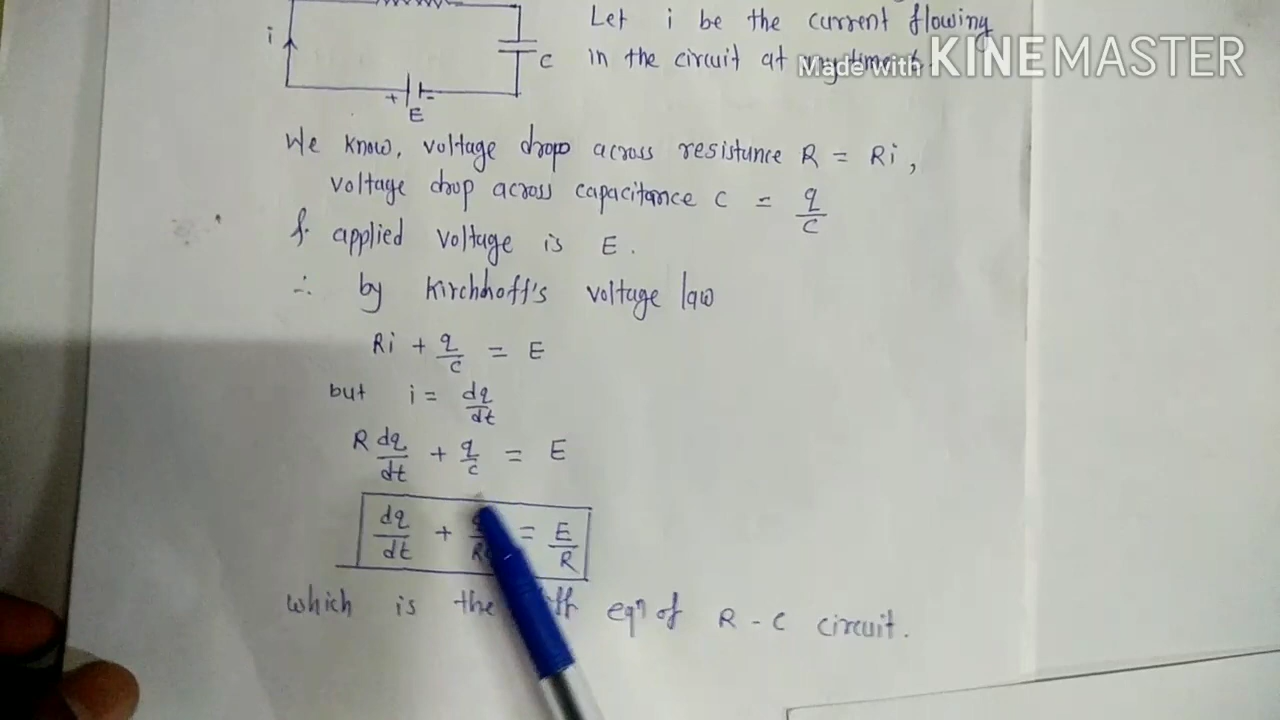 Let i be the current flowing
i
C
in the circuit at any time t.
Made with KINEMASTER
+ -
E
We know, voltage drop across resistance R = Ri,
voltage drop across capacitance C = q/C
& applied voltage is E.
∴ by Kirchhoff's voltage law
Ri + q/C = E
but i = dq/dt
R dq/dt + q/C = E
dq/dt + = E/R
which is the eqn of R-C circuit.